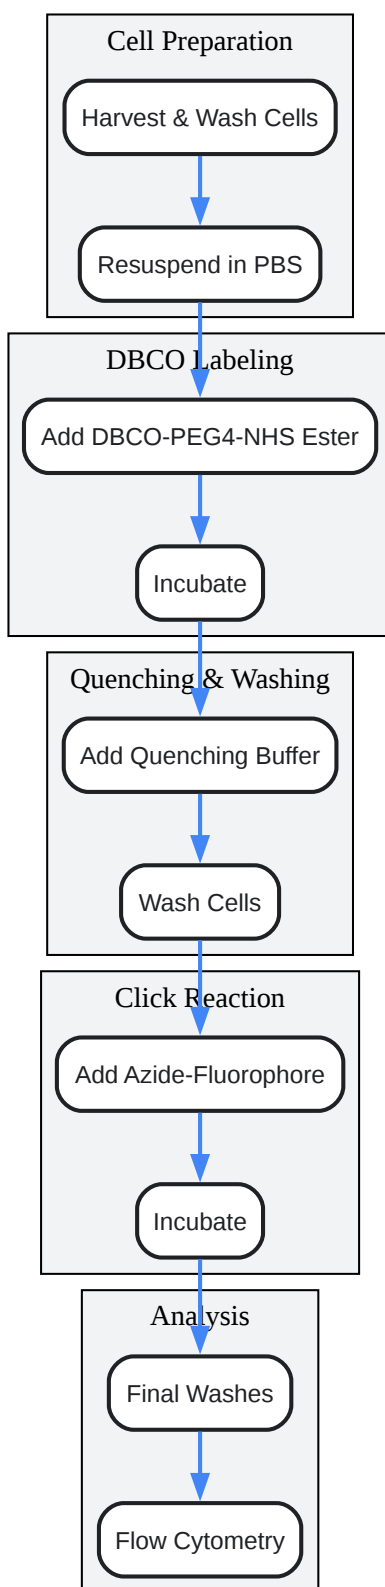 Cell Preparation
Harvest & Wash Cells
Resuspend in PBS
DBCO Labeling
Add DBCO-PEG4-NHS Ester
Incubate
Quenching & Washing
Add Quenching Buffer
Wash Cells
Click Reaction
Add Azide-Fluorophore
Incubate
Analysis
Final Washes
Flow Cytometry